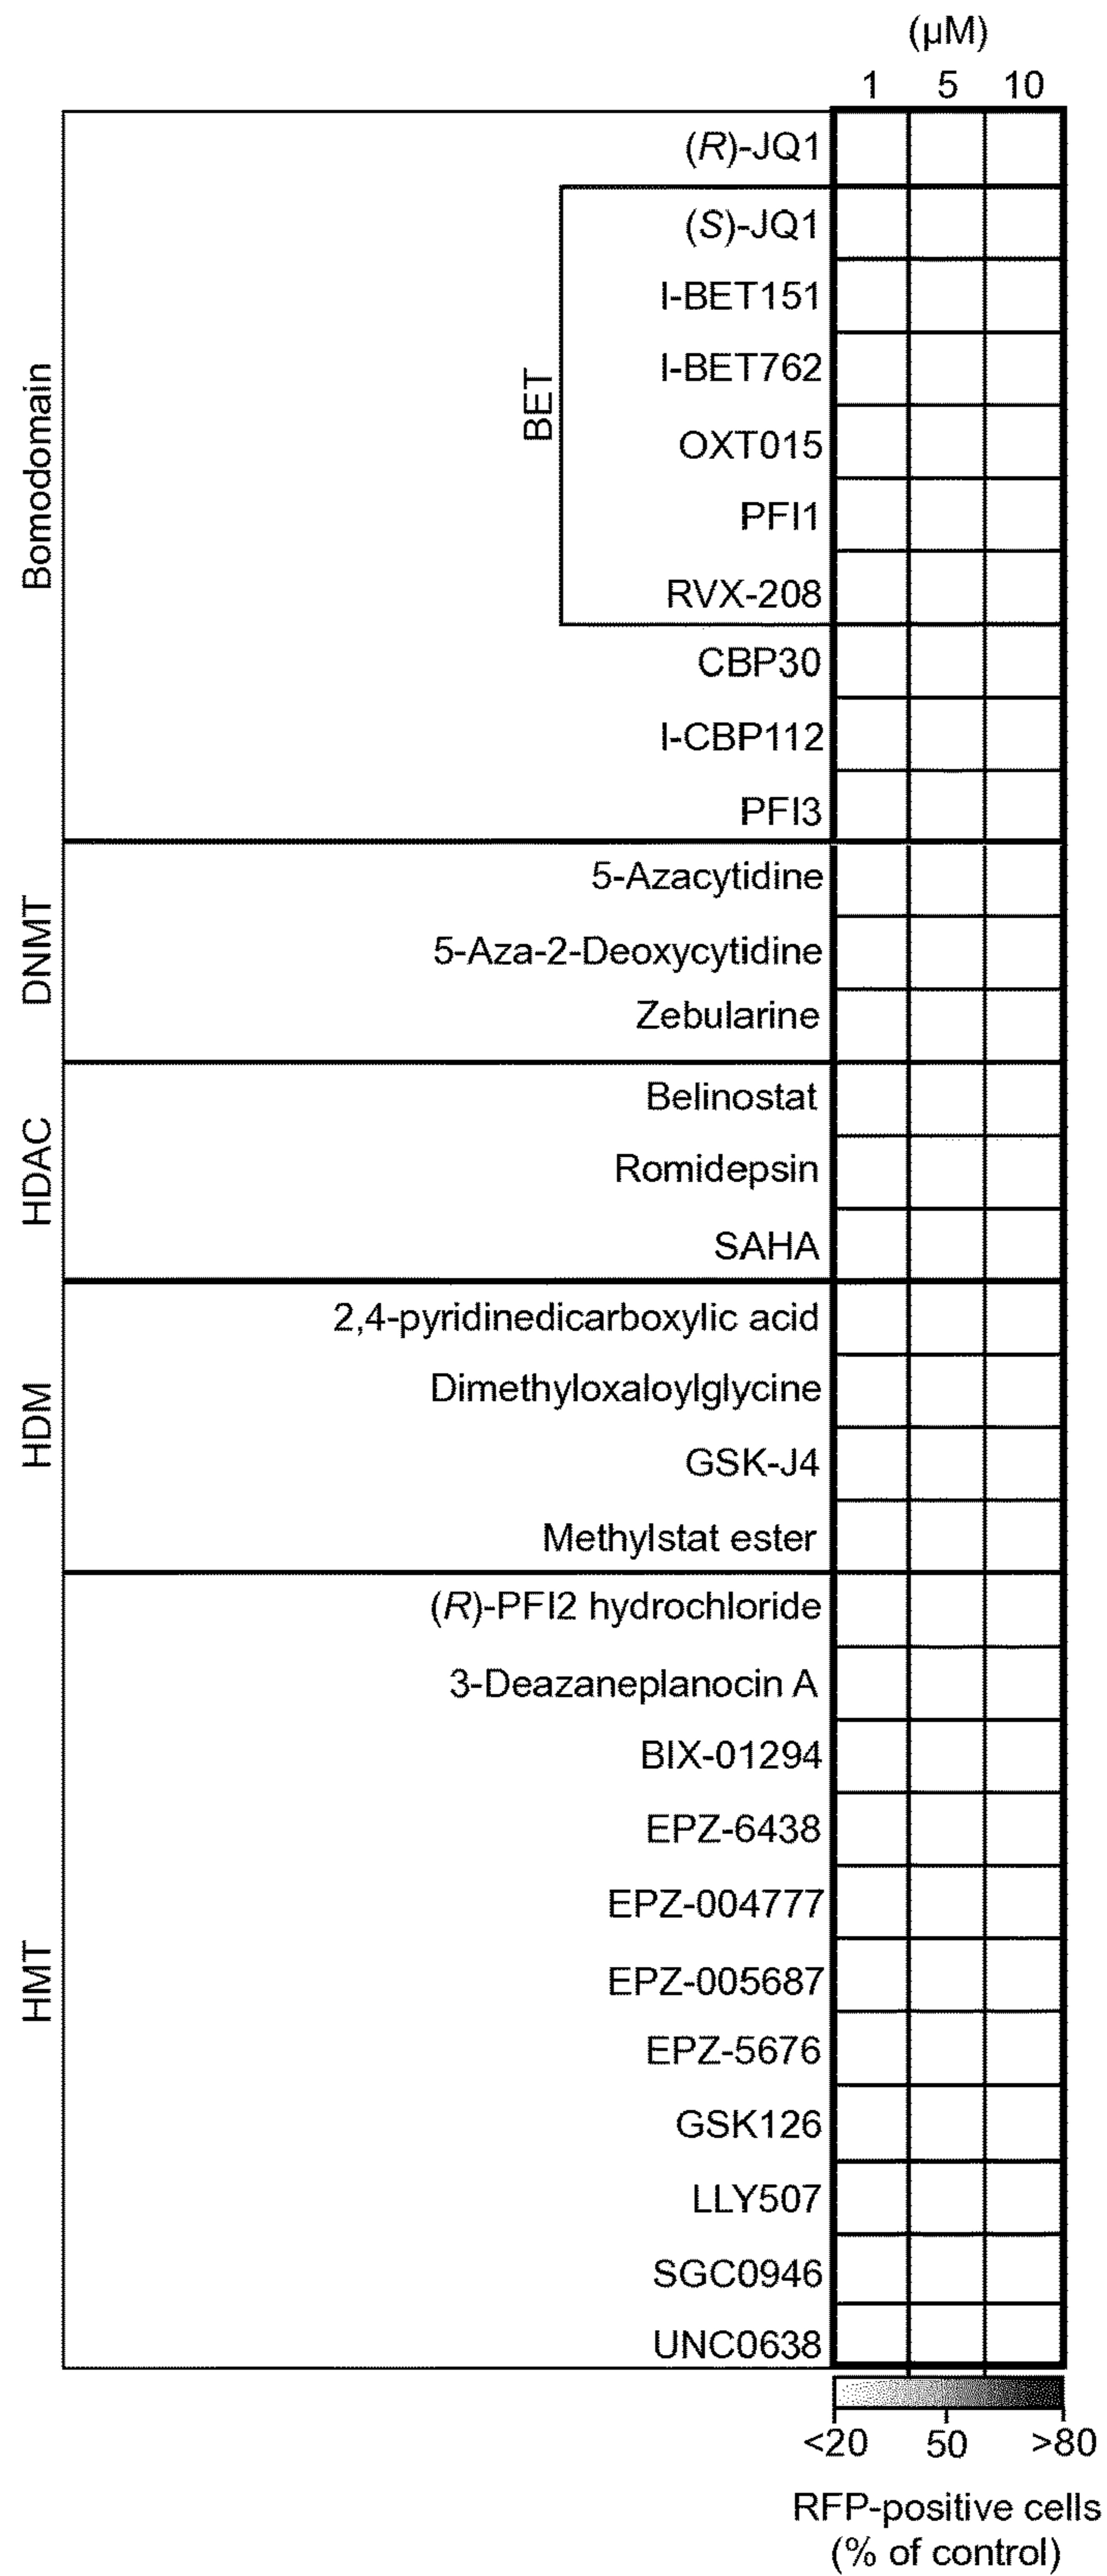 (µM)
1 5 10
Bomodomain
(R)-JQ1
BET
(S)-JQ1
I-BET151
I-BET762
OXT015
PFI1
RVX-208
CBP30
I-CBP112
PFI3
DNMT
5-Azacytidine
5-Aza-2-Deoxycytidine
Zebularine
HDAC
Belinostat
Romidepsin
SAHA
HDM
2,4-pyridinedicarboxylic acid
Dimethyloxaloylglycine
GSK-J4
Methylstat ester
HMT
(R)-PFI2 hydrochloride
3-Deazaneplanocin A
BIX-01294
EPZ-6438
EPZ-004777
EPZ-005687
EPZ-5676
GSK126
LLY507
SGC0946
UNC0638
<20 50 >80
RFP-positive cells
(% of control)